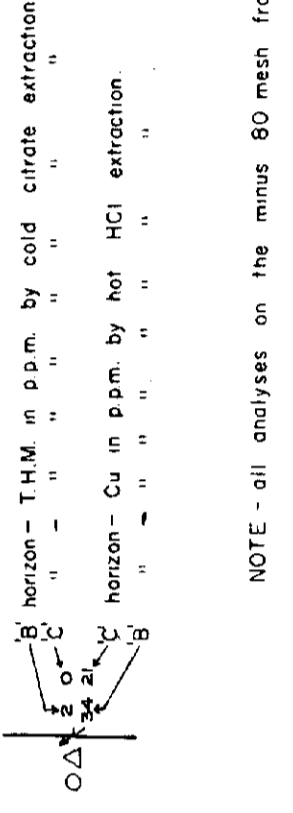 'B' horizon - T.H.M. in p.p.m. by cold citrate extraction
'C' " - " " " " " " "
2 0
34 21
'C' horizon - Cu in p.p.m. by hot HCl extraction.
'B' " - " " " " " " "
NOTE - all analyses on the minus 80 mesh